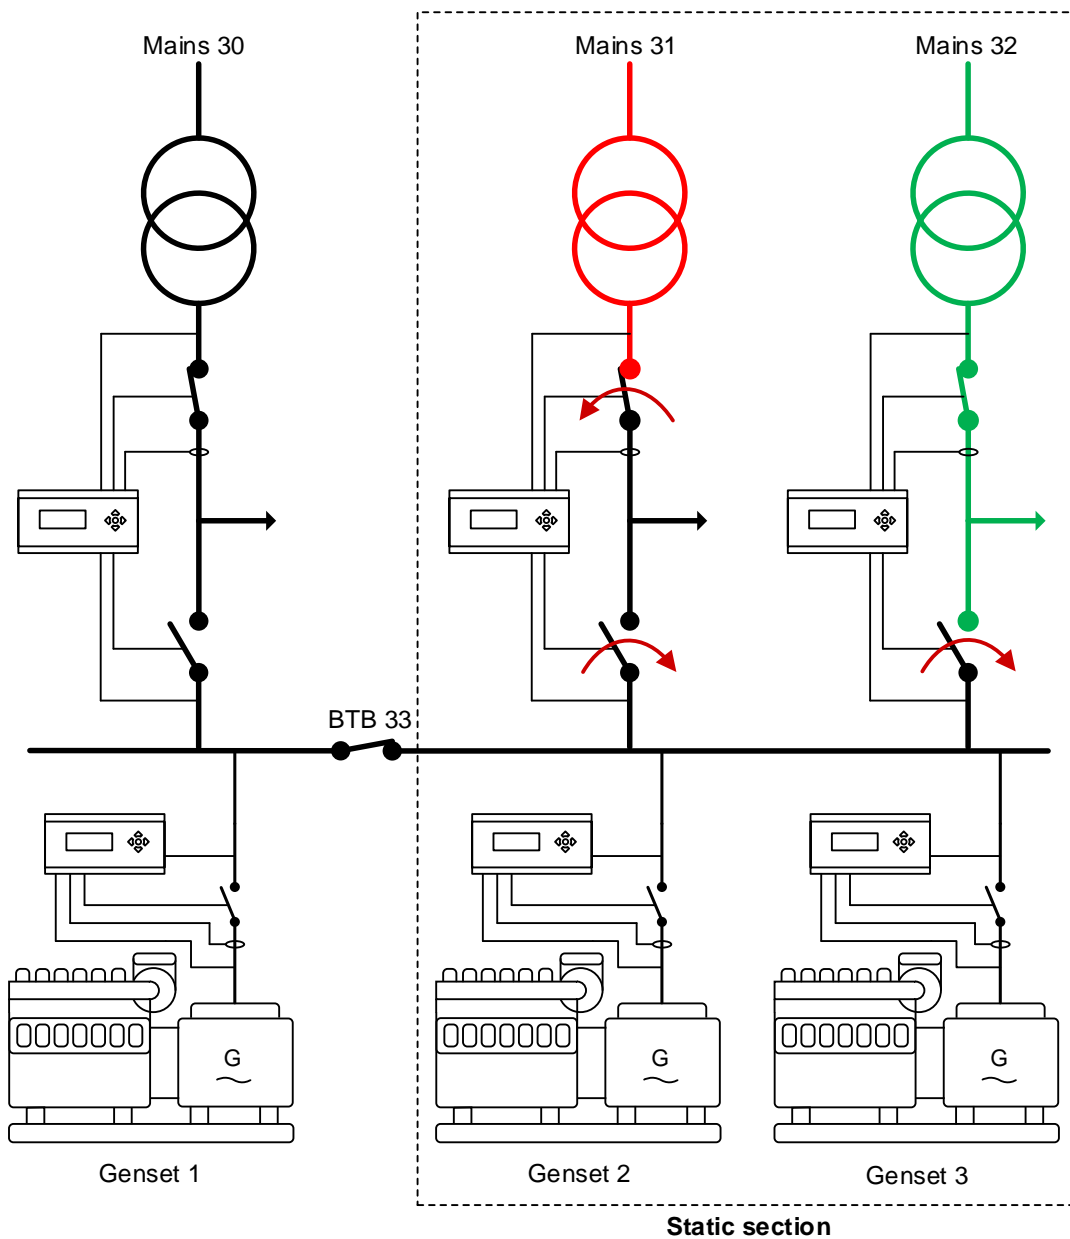 Mains 30
Mains 31
Mains 32
BTB 33
G
G
G
Genset 1
Genset 2
Genset 3
Static section